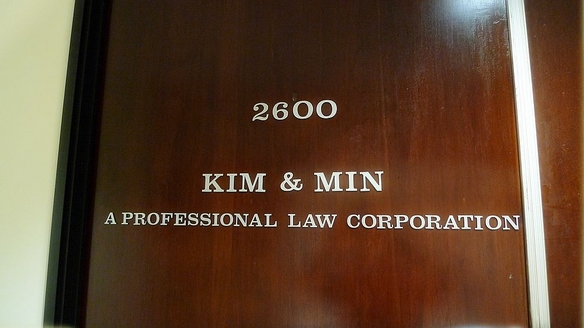 2600
KIM & MIN
A PROFESSIONAL LAW CORPORATION